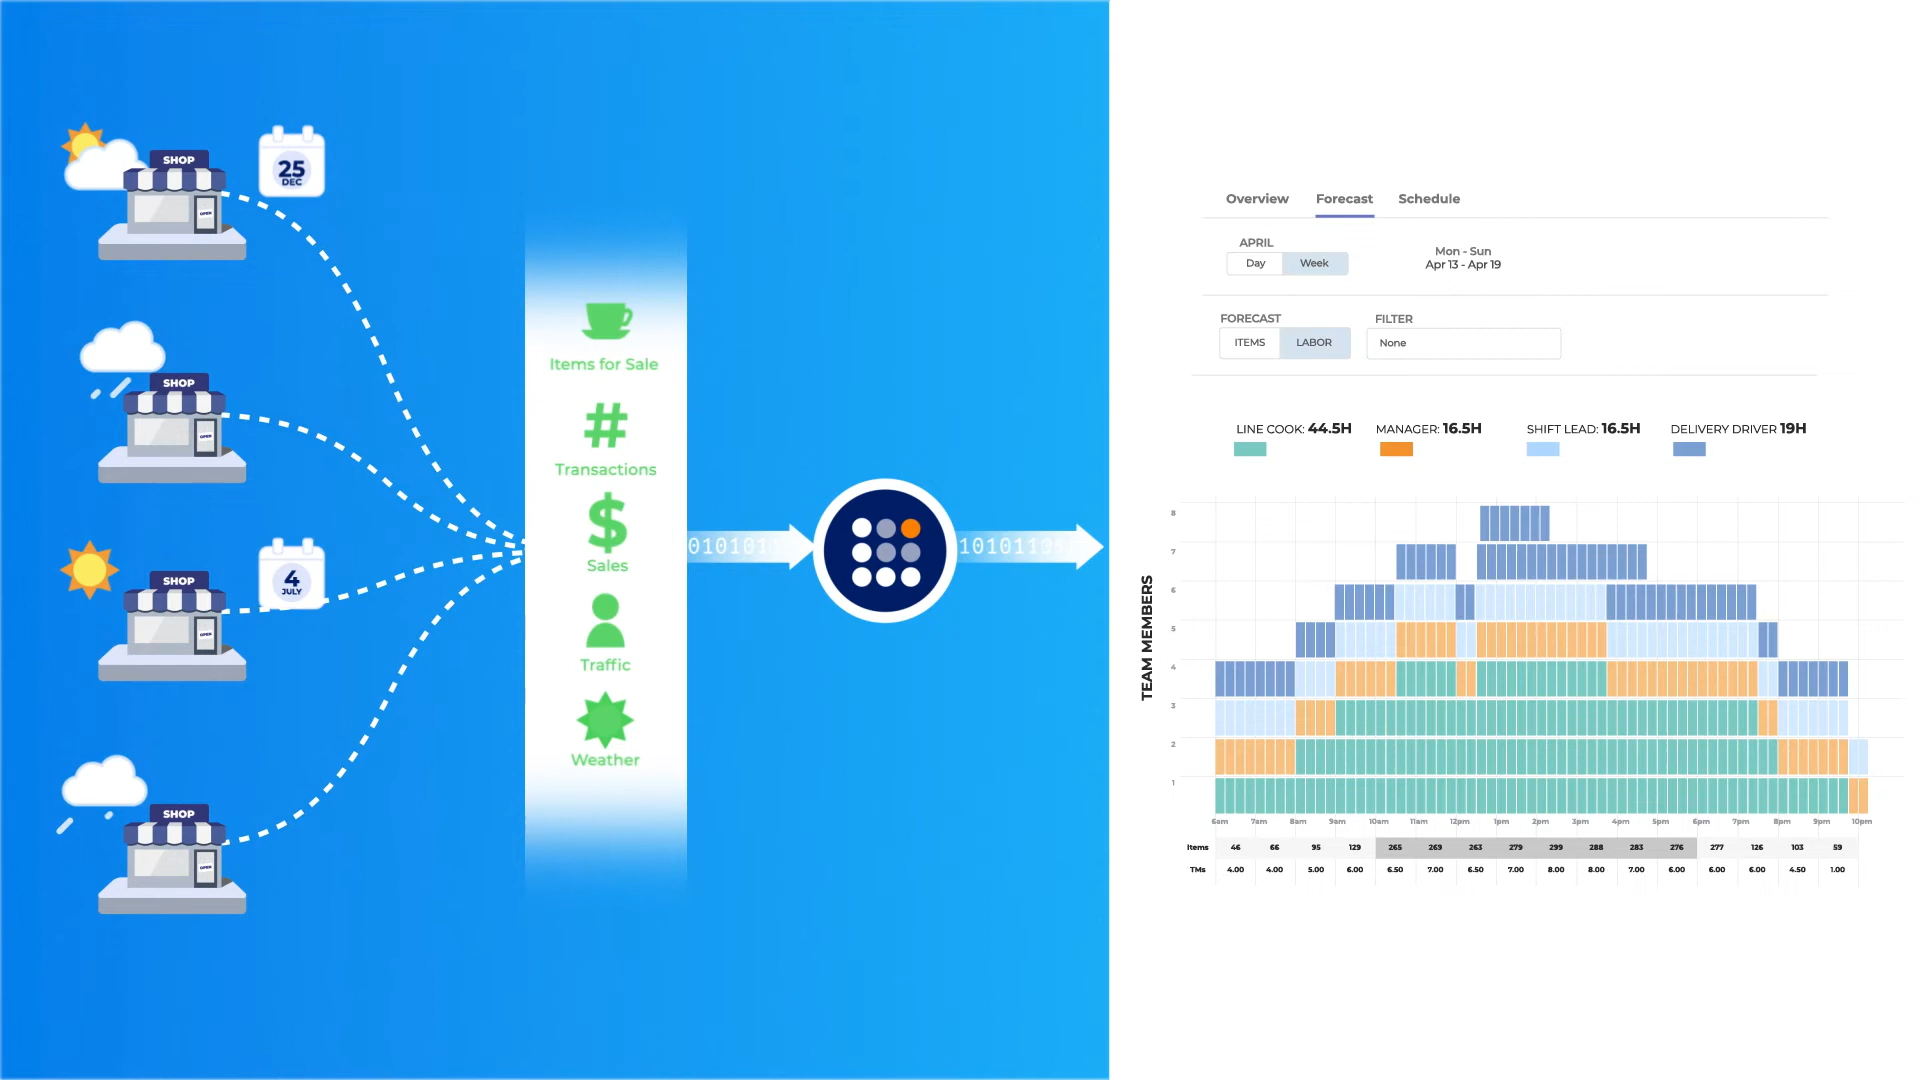 SHOP
OPEN
25
DEC
SHOP
OPEN
SHOP
OPEN
4
JULY
SHOP
OPEN
Items for Sale
#
Transactions
$
Sales
Traffic
Weather
010101
101011
Overview Forecast Schedule
APRIL
Day Week
Mon - Sun
Apr 13 - Apr 19
FORECAST
ITEMS LABOR
FILTER
None
LINE COOK: 44.5H MANAGER: 16.5H SHIFT LEAD: 16.5H DELIVERY DRIVER 19H
TEAM MEMBERS
8
7
6
5
4
3
2
1
6am 7am 8am 9am 10am 11am 12pm 1pm 2pm 3pm 4pm 5pm 6pm 7pm 8pm 9pm 10pm
Items 46 66 95 129 265 269 263 279 299 288 283 276 277 126 103 59
TMs 4.00 4.00 5.00 6.00 6.50 7.00 6.50 7.00 8.00 8.00 7.00 6.00 6.00 6.00 4.50 1.00